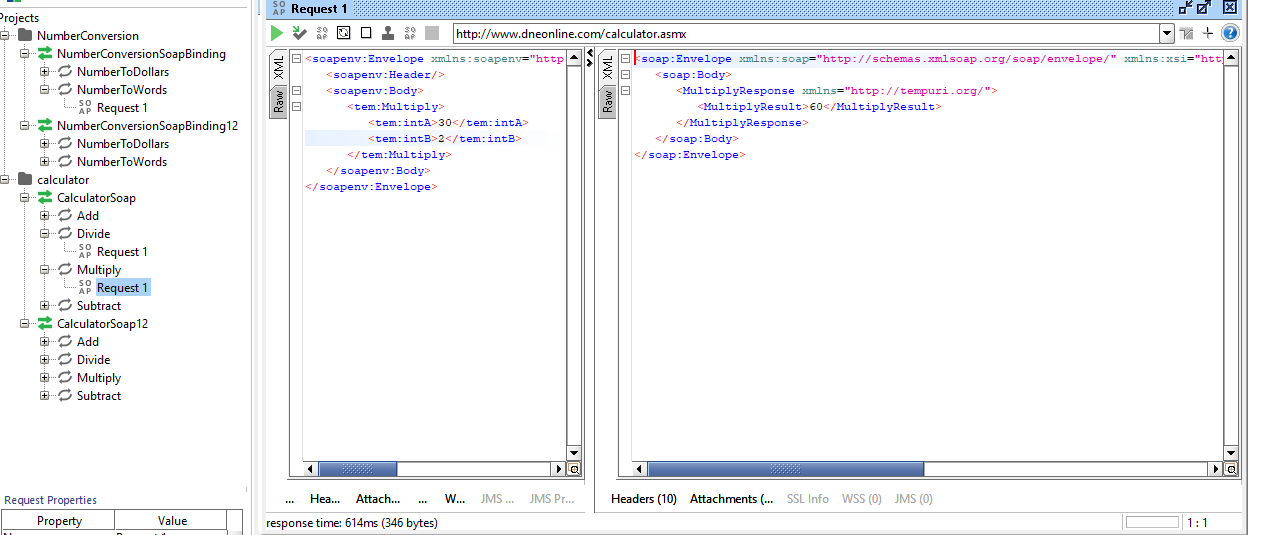 Projects
NumberConversion
NumberConversionSoapBinding
NumberToDollars
NumberToWords
SO
AP
Request 1
NumberConversionSoapBinding12
NumberToDollars
NumberToWords
calculator
CalculatorSoap
Add
Divide
SO
AP
Request 1
Multiply
SO
AP
Request 1
Subtract
CalculatorSoap12
Add
Divide
Multiply
Subtract
Request Properties
Property Value
SO
AP
Request 1
SO
AP
SO
AP
http://www.dneonline.com/calculator.asmx
?
XML
Raw
<soapenv:Envelope xmlns:soapenv="http
<soapenv:Header/>
<soapenv:Body>
<tem:Multiply>
<tem:intA>30</tem:intA>
<tem:intB>2</tem:intB>
</tem:Multiply>
</soapenv:Body>
</soapenv:Envelope>
... Hea... Attach... ... W... JMS ... JMS Pr...
XML
Raw
<soap:Envelope xmlns:soap="http://schemas.xmlsoap.org/soap/envelope/" xmlns:xsi="htt
<soap:Body>
<MultiplyResponse xmlns="http://tempuri.org/">
<MultiplyResult>60</MultiplyResult>
</MultiplyResponse>
</soap:Body>
</soap:Envelope>
Headers (10) Attachments (... SSL Info WSS (0) JMS (0)
response time: 614ms (346 bytes)
1 : 1